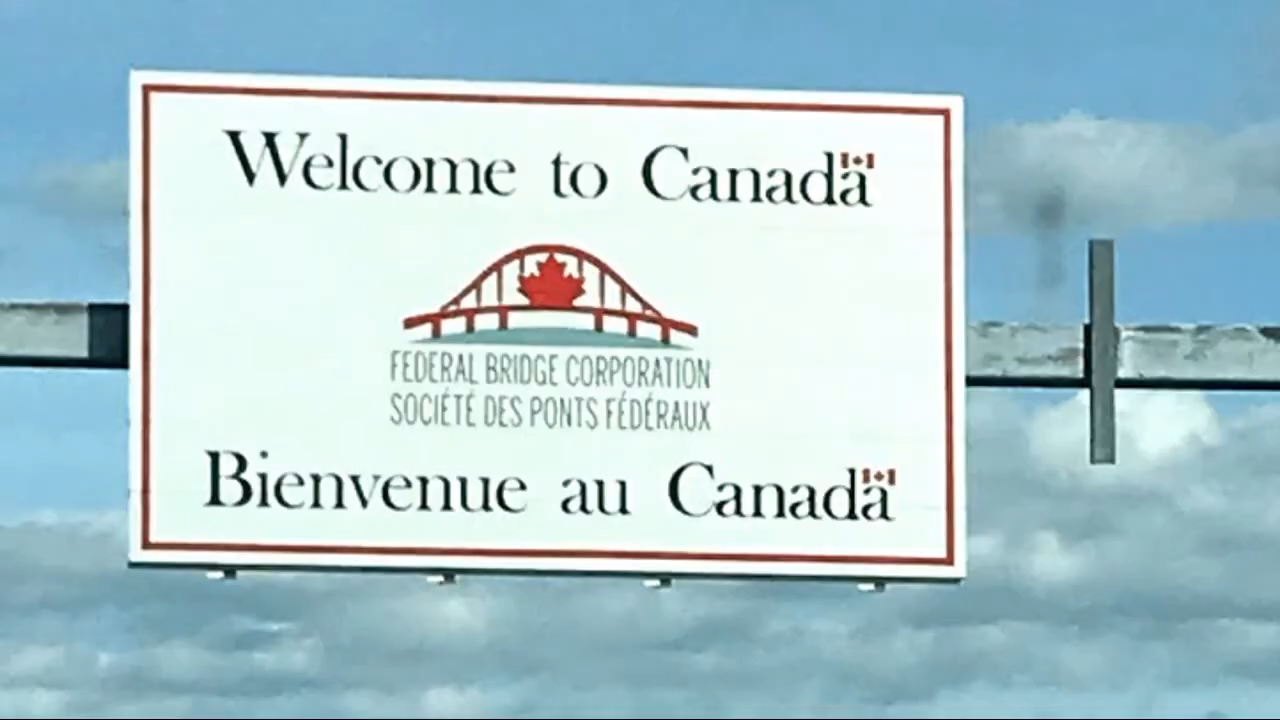 Welcome to Canada
FEDERAL BRIDGE CORPORATION
SOCIÉTÉ DES PONTS FÉDÉRAUX
Bienvenue au Canada